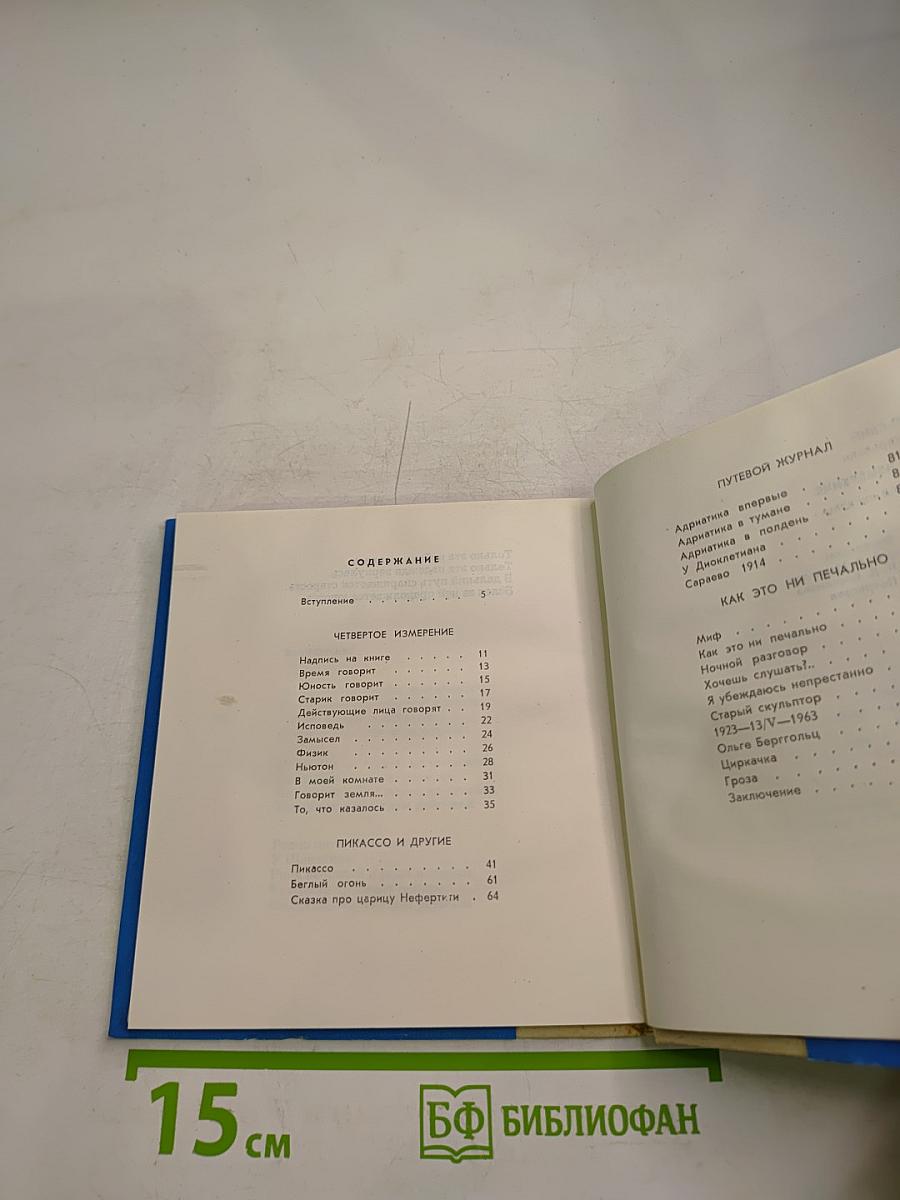 СОДЕРЖАНИЕ
Вступление . . . . . . . 5
ЧЕТВЕРТОЕ ИЗМЕРЕНИЕ
Надпись на книге . . . . . 11
Время говорит . . . . . . 13
Юность говорит . . . . . . 15
Старик говорит . . . . . . 17
Действующие лица говорят . . 19
Исповедь . . . . . . . . 22
Замысел . . . . . . . . 24
Физик . . . . . . . . . 26
Ньютон . . . . . . . . 28
В моей комнате . . . . . . 31
Говорит земля... . . . . . . 33
То, что казалось . . . . . . 35
ПИКАССО И ДРУГИЕ
Пикассо . . . . . . . . . 41
Беглый огонь . . . . . . . 61
Сказка про царицу Нефертити . 64
ПУТЕВОЙ ЖУРНАЛ
Адриатика впервые . . . . . 81
Адриатика в тумане . . . . . 8
Адриатика в полдень . . . . . 8
У Диоклетиана . . . . . . .
Сараево 1914 . . . . . . .
КАК ЭТО НИ ПЕЧАЛЬНО
Миф . . . . . . . .
Как это ни печально . . . .
Ночной разговор . . . . .
Хочешь слушать?.. . . . . .
Я убеждаюсь непрестанно . .
Старый скульптор . . . .
1923—13/V—1963 . . . .
Ольге Берггольц . . . .
Циркачка . . . . . .
Гроза . . . . . . .
Заключение . . . . .
15 см
БФ БИБЛИОФАН